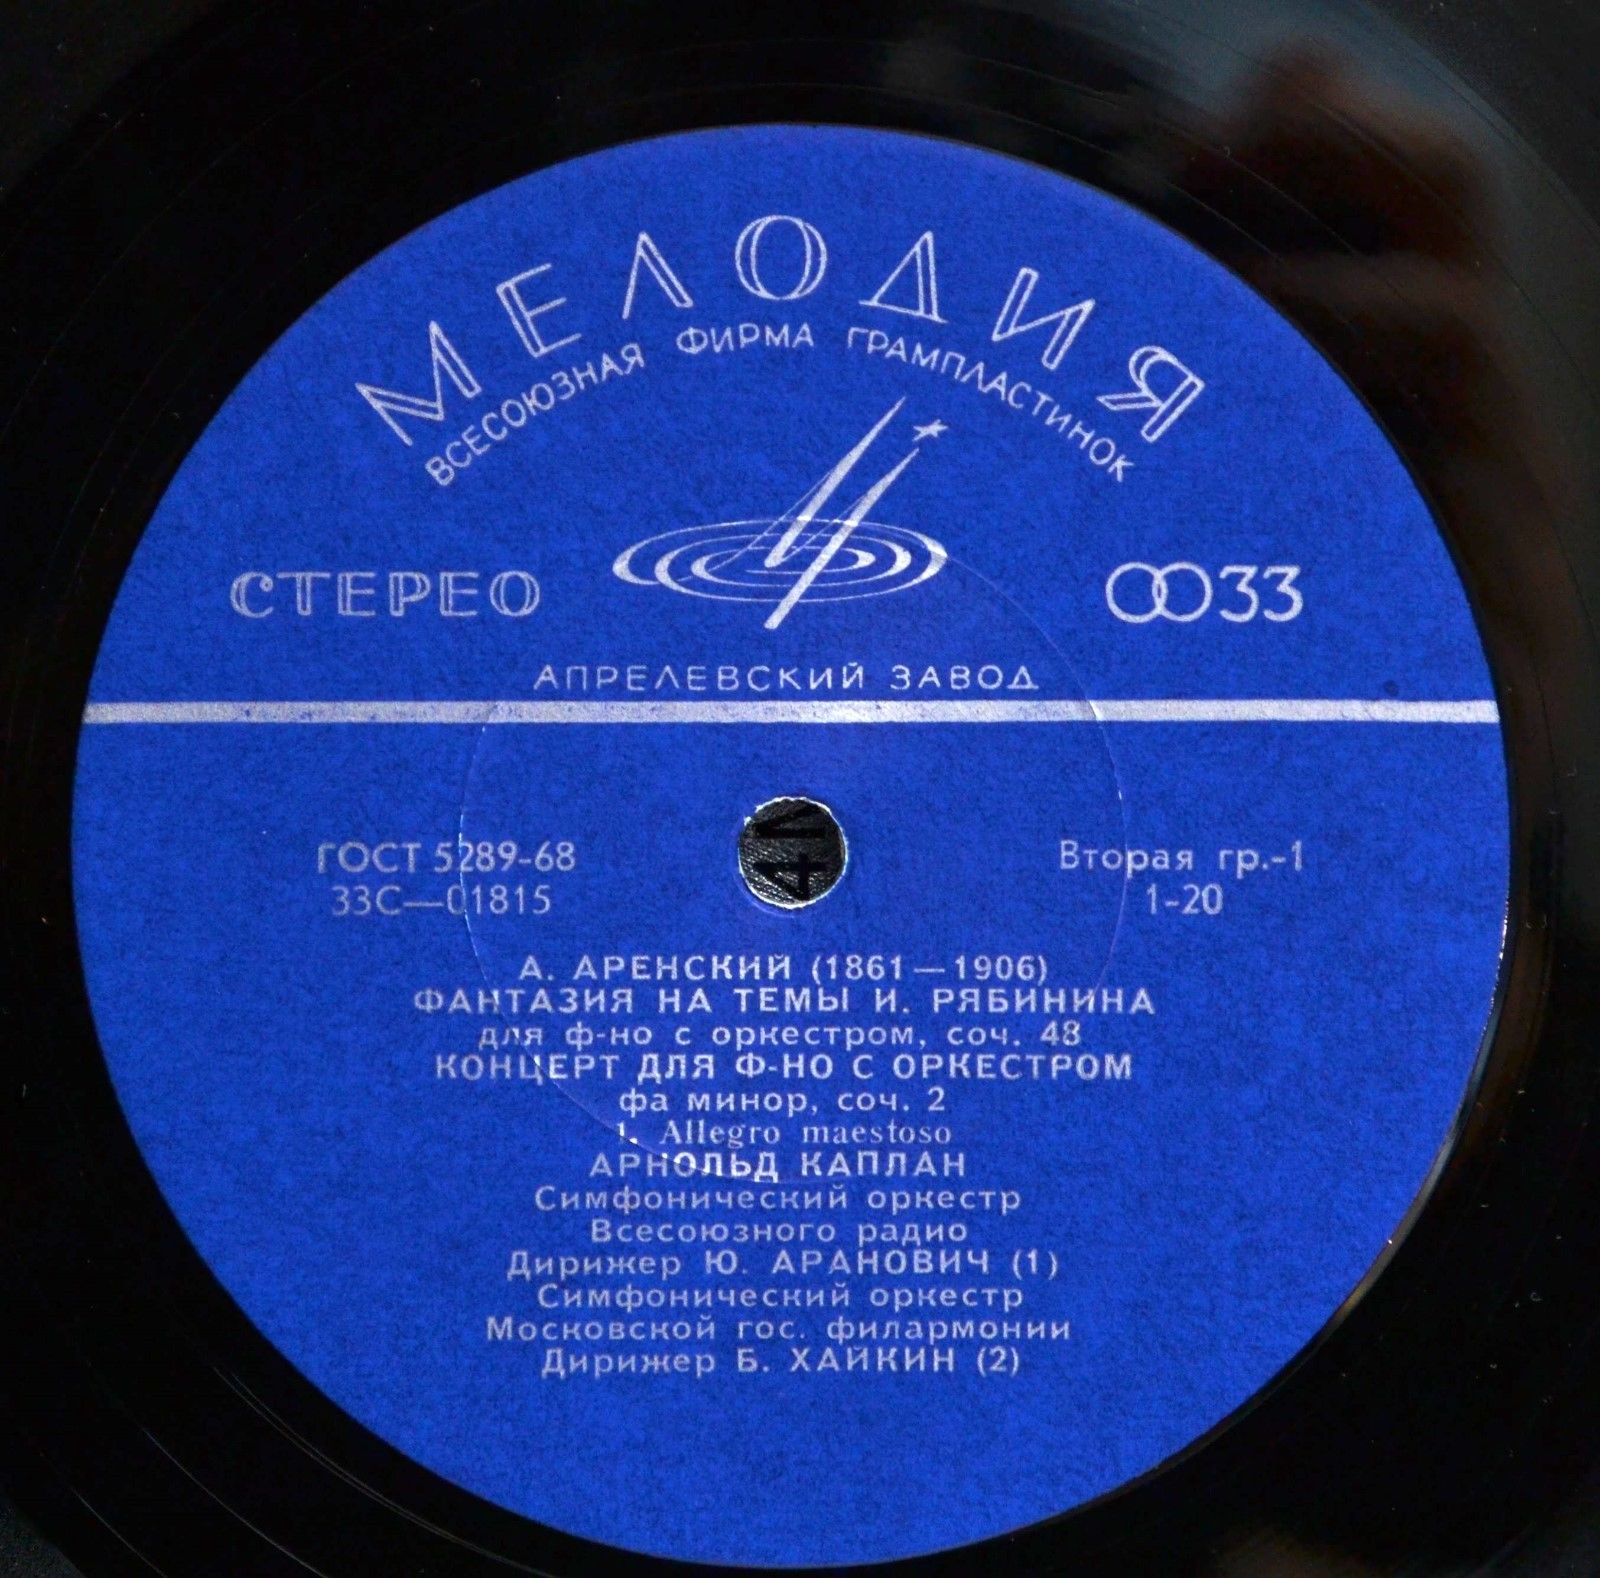 МЕЛОДИЯ
ВСЕСОЮЗНАЯ ФИРМА ГРАМПЛАСТИНОК
СТЕРЕО
33
АПРЕЛЕВСКИЙ ЗАВОД
ГОСТ 5289-68
33С—01815
Вторая гр.-1
1-20
А. АРЕНСКИЙ (1861—1906)
ФАНТАЗИЯ НА ТЕМЫ И. РЯБИНИНА
для ф-но с оркестром, соч. 48
КОНЦЕРТ ДЛЯ Ф-НО С ОРКЕСТРОМ
фа минор, соч. 2
1. Allegro maestoso
АРНОЛЬД КАПЛАН
Симфонический оркестр
Всесоюзного радио
Дирижер Ю. АРАНОВИЧ (1)
Симфонический оркестр
Московской гос. филармонии
Дирижер Б. ХАЙКИН (2)